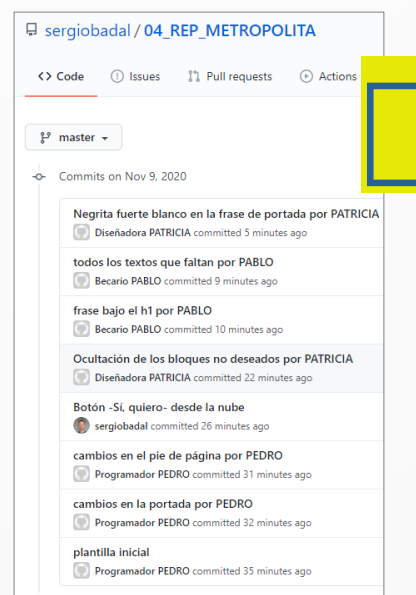 sergiobadal / 04_REP_METROPOLITA
<> Code Issues Pull requests Actions
master
Commits on Nov 9, 2020
Negrita fuerte blanco en la frase de portada por PATRICIA
Diseñadora PATRICIA committed 5 minutes ago
todos los textos que faltan por PABLO
Becario PABLO committed 9 minutes ago
frase bajo el h1 por PABLO
Becario PABLO committed 10 minutes ago
Ocultación de los bloques no deseados por PATRICIA
Diseñadora PATRICIA committed 22 minutes ago
Botón -Sí, quiero- desde la nube
sergiobadal committed 26 minutes ago
cambios en el pie de página por PEDRO
Programador PEDRO committed 31 minutes ago
cambios en la portada por PEDRO
Programador PEDRO committed 32 minutes ago
plantilla inicial
Programador PEDRO committed 35 minutes ago